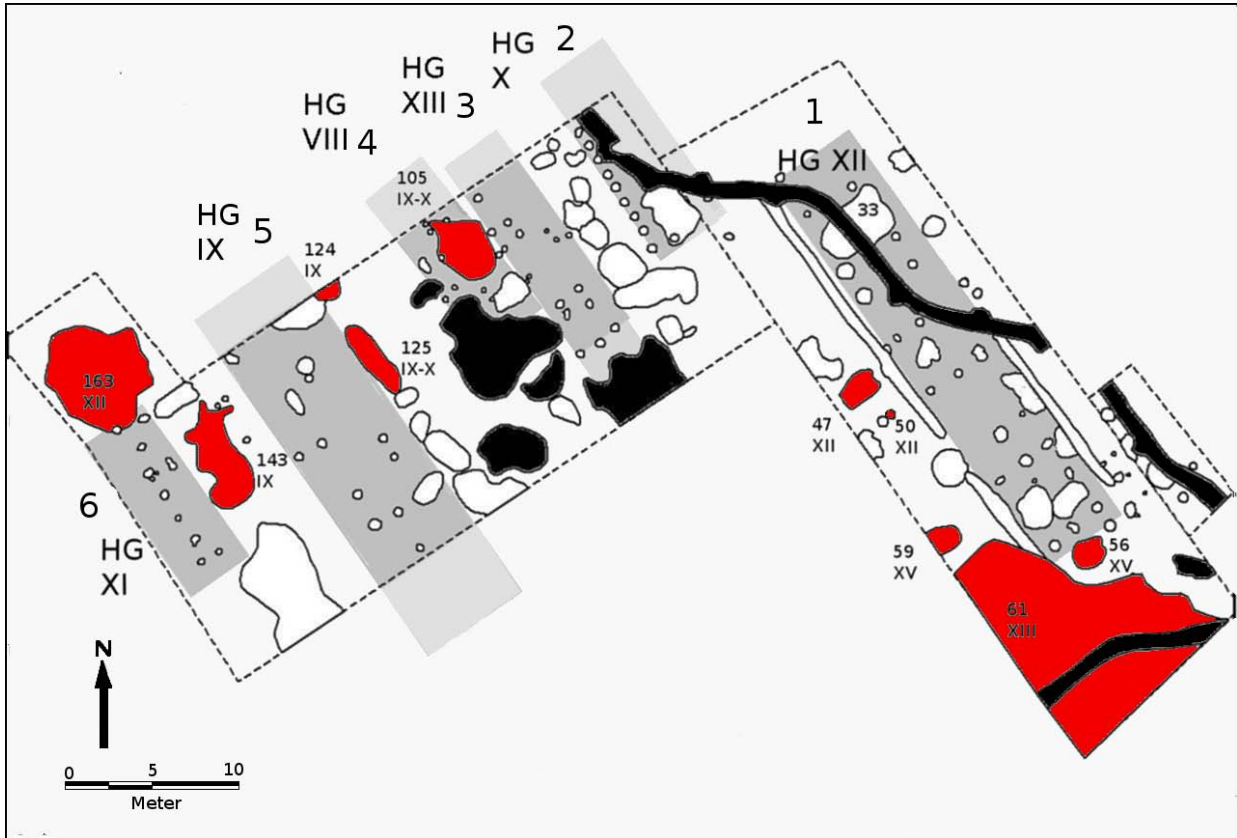 HG 2
X
HG
XIII 3
HG
VIII 4
HG
IX 5
1
HG XII
33
105
IX-X
124
IX
125
IX-X
163
XII
143
IX
47
XII
50
XII
59
XV
56
XV
61
XIII
6
HG
XI
N
0 5 10
Meter